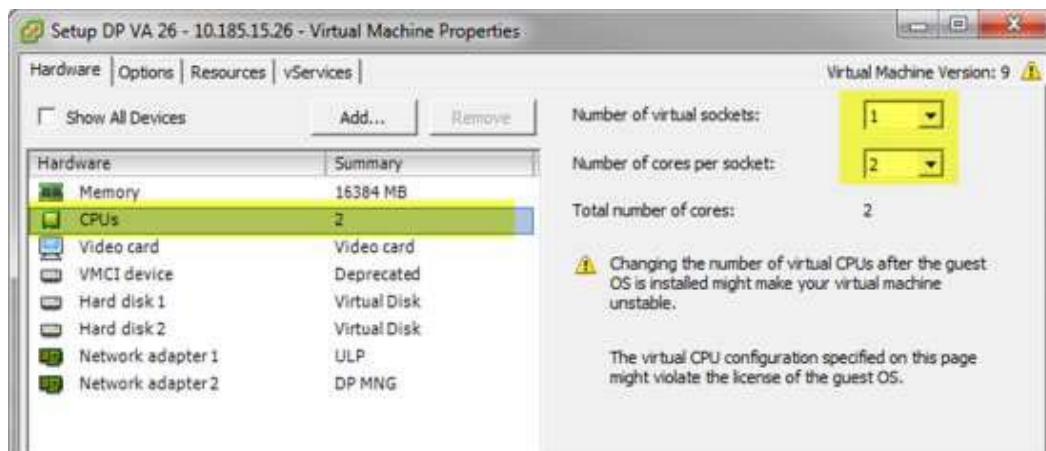 Setup DP VA 26 - 10.185.15.26 - Virtual Machine Properties
Hardware Options Resources vServices
Virtual Machine Version: 9
Show All Devices
Add...
Remove
Hardware Summary
Memory 16384 MB
CPUs 2
Video card Video card
VMCI device Deprecated
Hard disk 1 Virtual Disk
Hard disk 2 Virtual Disk
Network adapter 1 ULP
Network adapter 2 DP MNG
Number of virtual sockets: 1
Number of cores per socket: 2
Total number of cores: 2
Changing the number of virtual CPUs after the guest
OS is installed might make your virtual machine
unstable.
The virtual CPU configuration specified on this page
might violate the license of the guest OS.